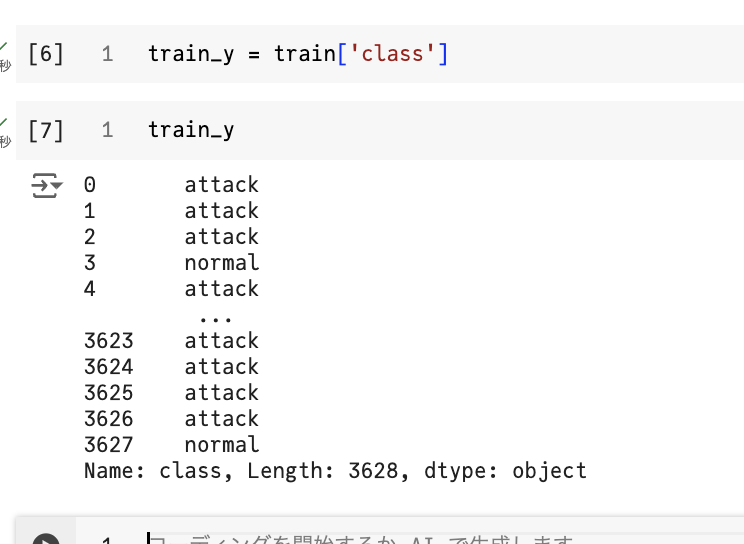 秒 [6] 1 train_y = train['class']
秒 [7] 1 train_y
0 attack
1 attack
2 attack
3 normal
4 attack
...
3623 attack
3624 attack
3625 attack
3626 attack
3627 normal
Name: class, Length: 3628, dtype: object
1 コーディングを開始するか AI で生成します